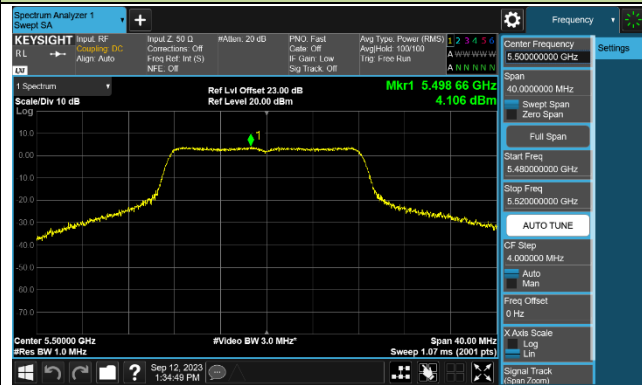 Spectrum Analyzer 1
Swept SA
Frequency
KEYSIGHT
RL
Input: RF
Coupling: DC
Align: Auto
Input Z: 50 Ω
Corrections: Off
Freq Ref: Int (S)
NFE: Off
#Atten: 20 dB
PNO: Fast
Gate: Off
IF Gain: Low
Sig Track: Off
Avg Type: Power (RMS)
Avg|Hold: 100/100
Trig: Free Run
1 2 3 4 5 6
A W W W W W
A N N N N N
LXI
1 Spectrum
Scale/Div 10 dB
Ref Lvl Offset 23.00 dB
Ref Level 20.00 dBm
Mkr1 5.498 66 GHz
4.106 dBm
Log
10.0
0.00
-10.0
-20.0
-30.0
-40.0
-50.0
-60.0
-70.0
1
Center 5.50000 GHz
#Res BW 1.0 MHz
#Video BW 3.0 MHz*
Span 40.00 MHz
Sweep 1.07 ms (2001 pts)
Sep 12, 2023
1:34:49 PM
Center Frequency
5.500000000 GHz
Settings
Span
40.0000000 MHz
Swept Span
Zero Span
Full Span
Start Freq
5.480000000 GHz
Stop Freq
5.520000000 GHz
AUTO TUNE
CF Step
4.000000 MHz
Auto
Man
Freq Offset
0 Hz
X Axis Scale
Log
Lin
Signal Track
(Span Zoom)